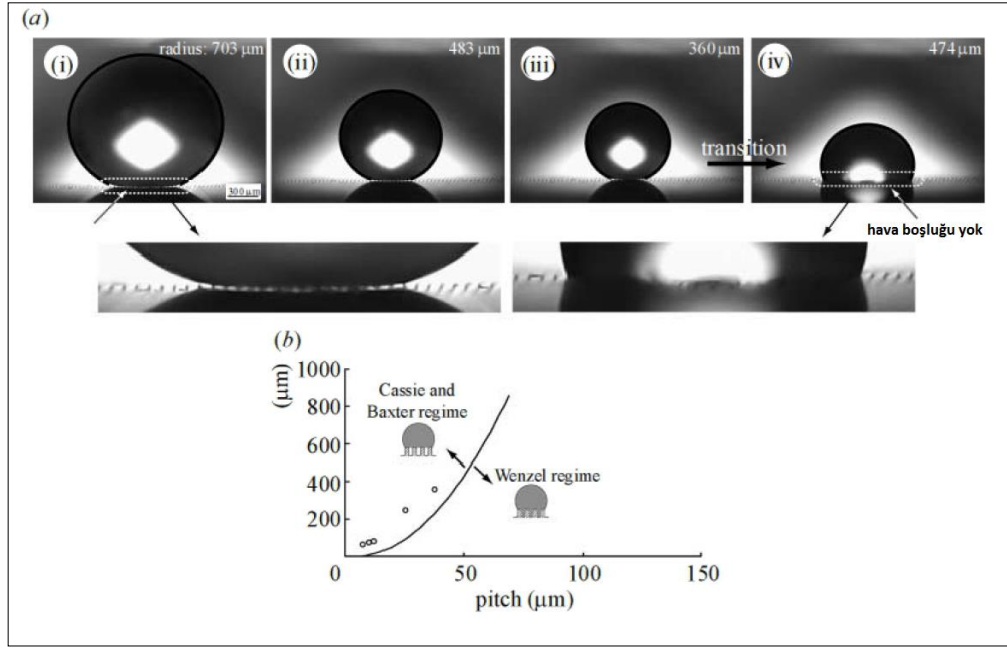 (a)
(i)
radius: 703 μm
(ii)
483 μm
(iii)
360 μm
(iv)
474 μm
transition
300 μm
hava boşluğu yok
(b)
(μm)
1000
800
600
400
200
0
50
100
150
pitch (μm)
Cassie and
Baxter regime
Wenzel regime